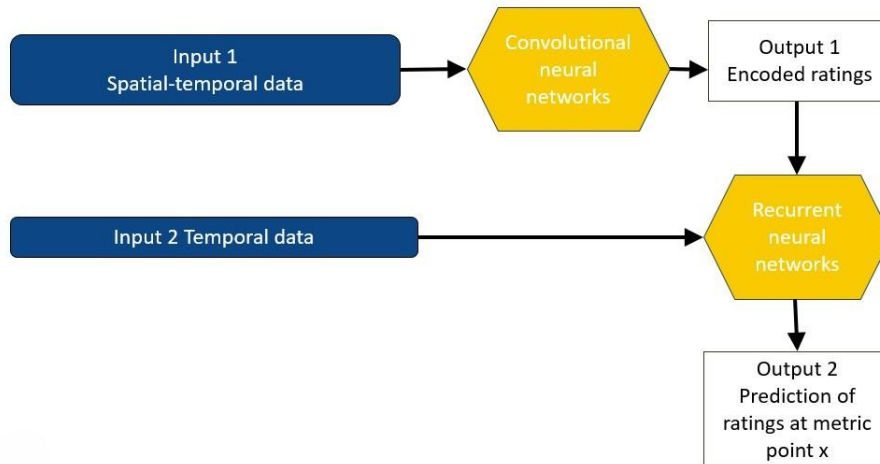 Input 1
Spatial-temporal data
Convolutional
neural
networks
Output 1
Encoded ratings
Input 2 Temporal data
Recurrent
neural
networks
Output 2
Prediction of
ratings at metric
point x